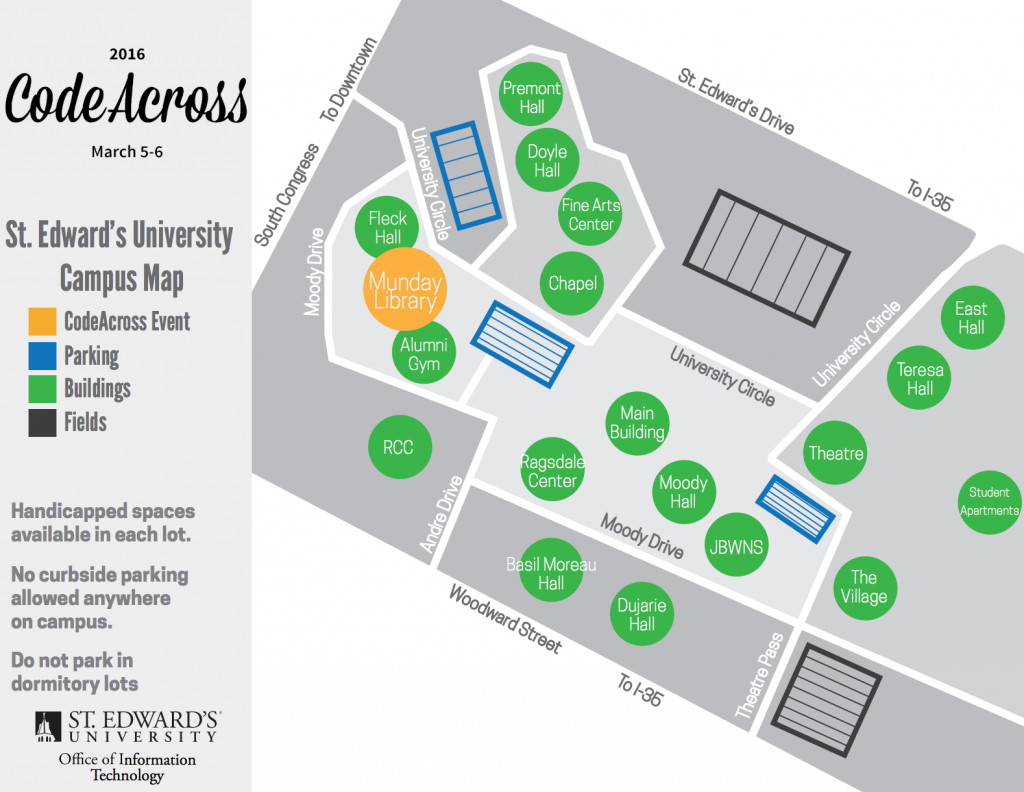 2016
CodeAcross
March 5-6
St. Edward's University
Campus Map
CodeAcross Event
Parking
Buildings
Fields
Handicapped spaces
available in each lot.
No curbside parking
allowed anywhere
on campus.
Do not park in
dormitory lots
ST. EDWARD'S
UNIVERSITY
Office of Information
Technology
To Downtown
South Congress
St. Edward's Drive
To I-35
University Circle
Moody Drive
Premont
Hall
Doyle
Hall
Fine Arts
Center
Chapel
Fleck
Hall
Munday
Library
Alumni
Gym
RCC
University Circle
University Circle
East
Hall
Teresa
Hall
Theatre
Student
Apartments
Main
Building
Ragsdale
Center
Moody
Hall
JBWNS
Moody Drive
Andre Drive
Basil Moreau
Hall
Dujarie
Hall
The
Village
Woodward Street
To I-35
Theatre Pass